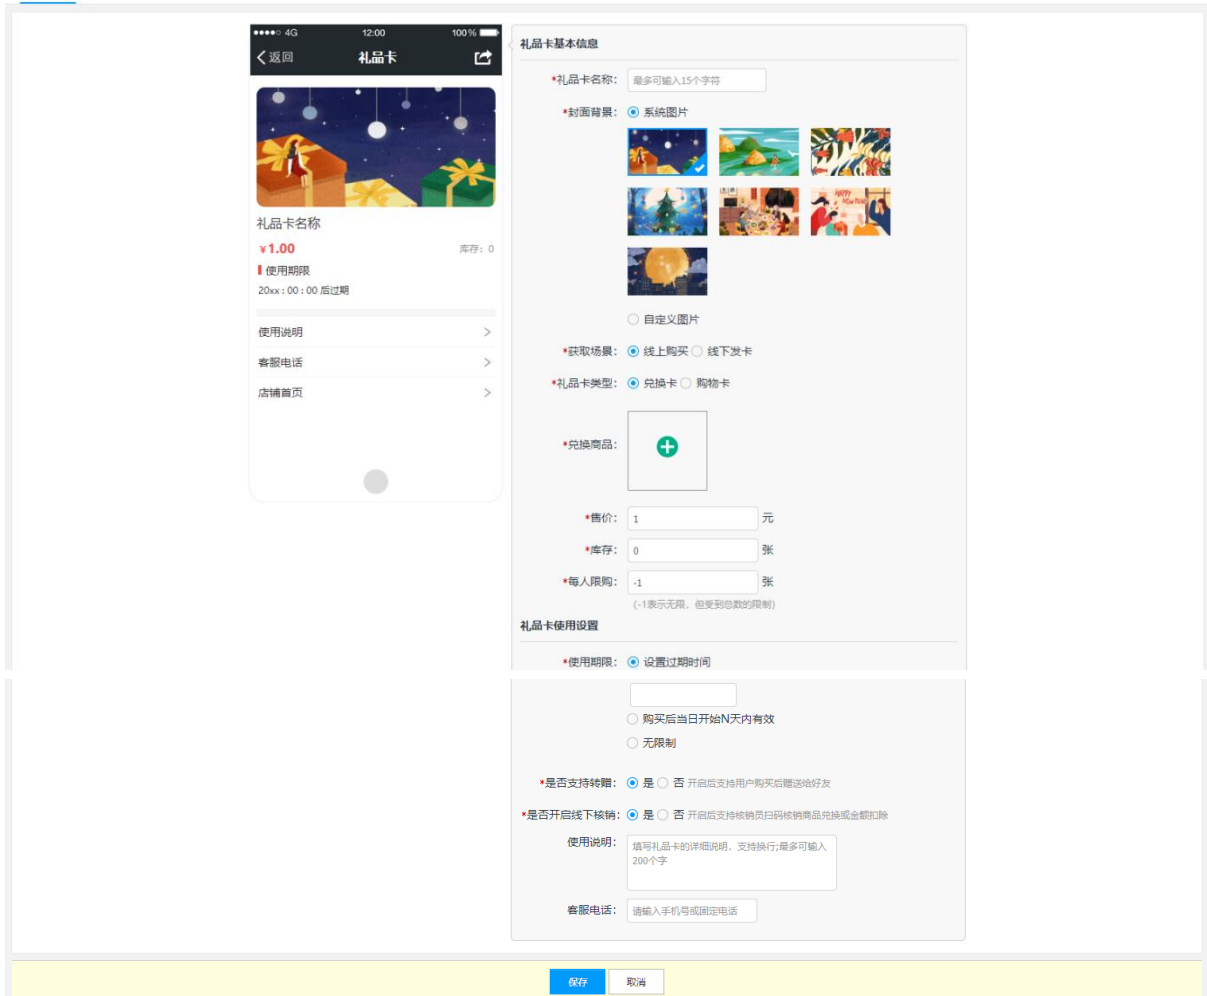 4G 12:00 100%
返回 礼品卡
礼品卡名称
¥1.00 库存: 0
使用期限
20xx : 00 : 00 后过期
使用说明
客服电话
店铺首页
礼品卡基本信息
*礼品卡名称: 最多可输入15个字符
*封面背景: 系统图片
HAPPY
NEW YEAR
自定义图片
*获取场景: 线上购买 线下发卡
*礼品卡类型: 兑换卡 购物卡
*兑换商品:
*售价: 1 元
*库存: 0 张
*每人限购: -1 张
(-1表示无限，但受到总数的限制)
礼品卡使用设置
*使用期限: 设置过期时间
购买后当日开始N天内有效
无限制
*是否支持转赠: 是 否 开启后支持用户购买后赠送给好友
*是否开启线下核销: 是 否 开启后支持核销员扫码核销商品兑换或金额扣除
使用说明: 填写礼品卡的详细说明，支持换行;最多可输入
200个字
客服电话: 请输入手机号或固定电话
保存 取消